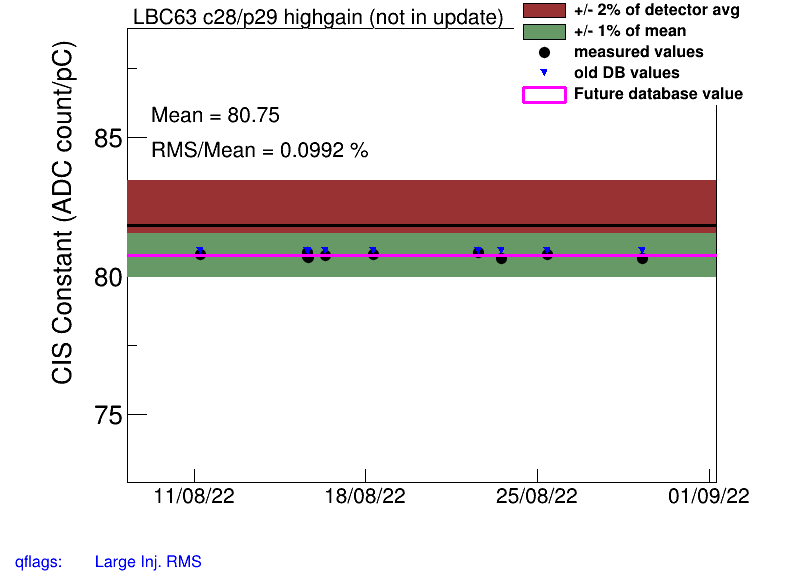 LBC63 c28/p29 highgain (not in update)
+/- 2% of detector avg
+/- 1% of mean
measured values
old DB values
Future database value
Mean = 80.75
RMS/Mean = 0.0992 %
CIS Constant (ADC count/pC)
85
80
75
11/08/22 18/08/22 25/08/22 01/09/22
qflags: Large Inj. RMS